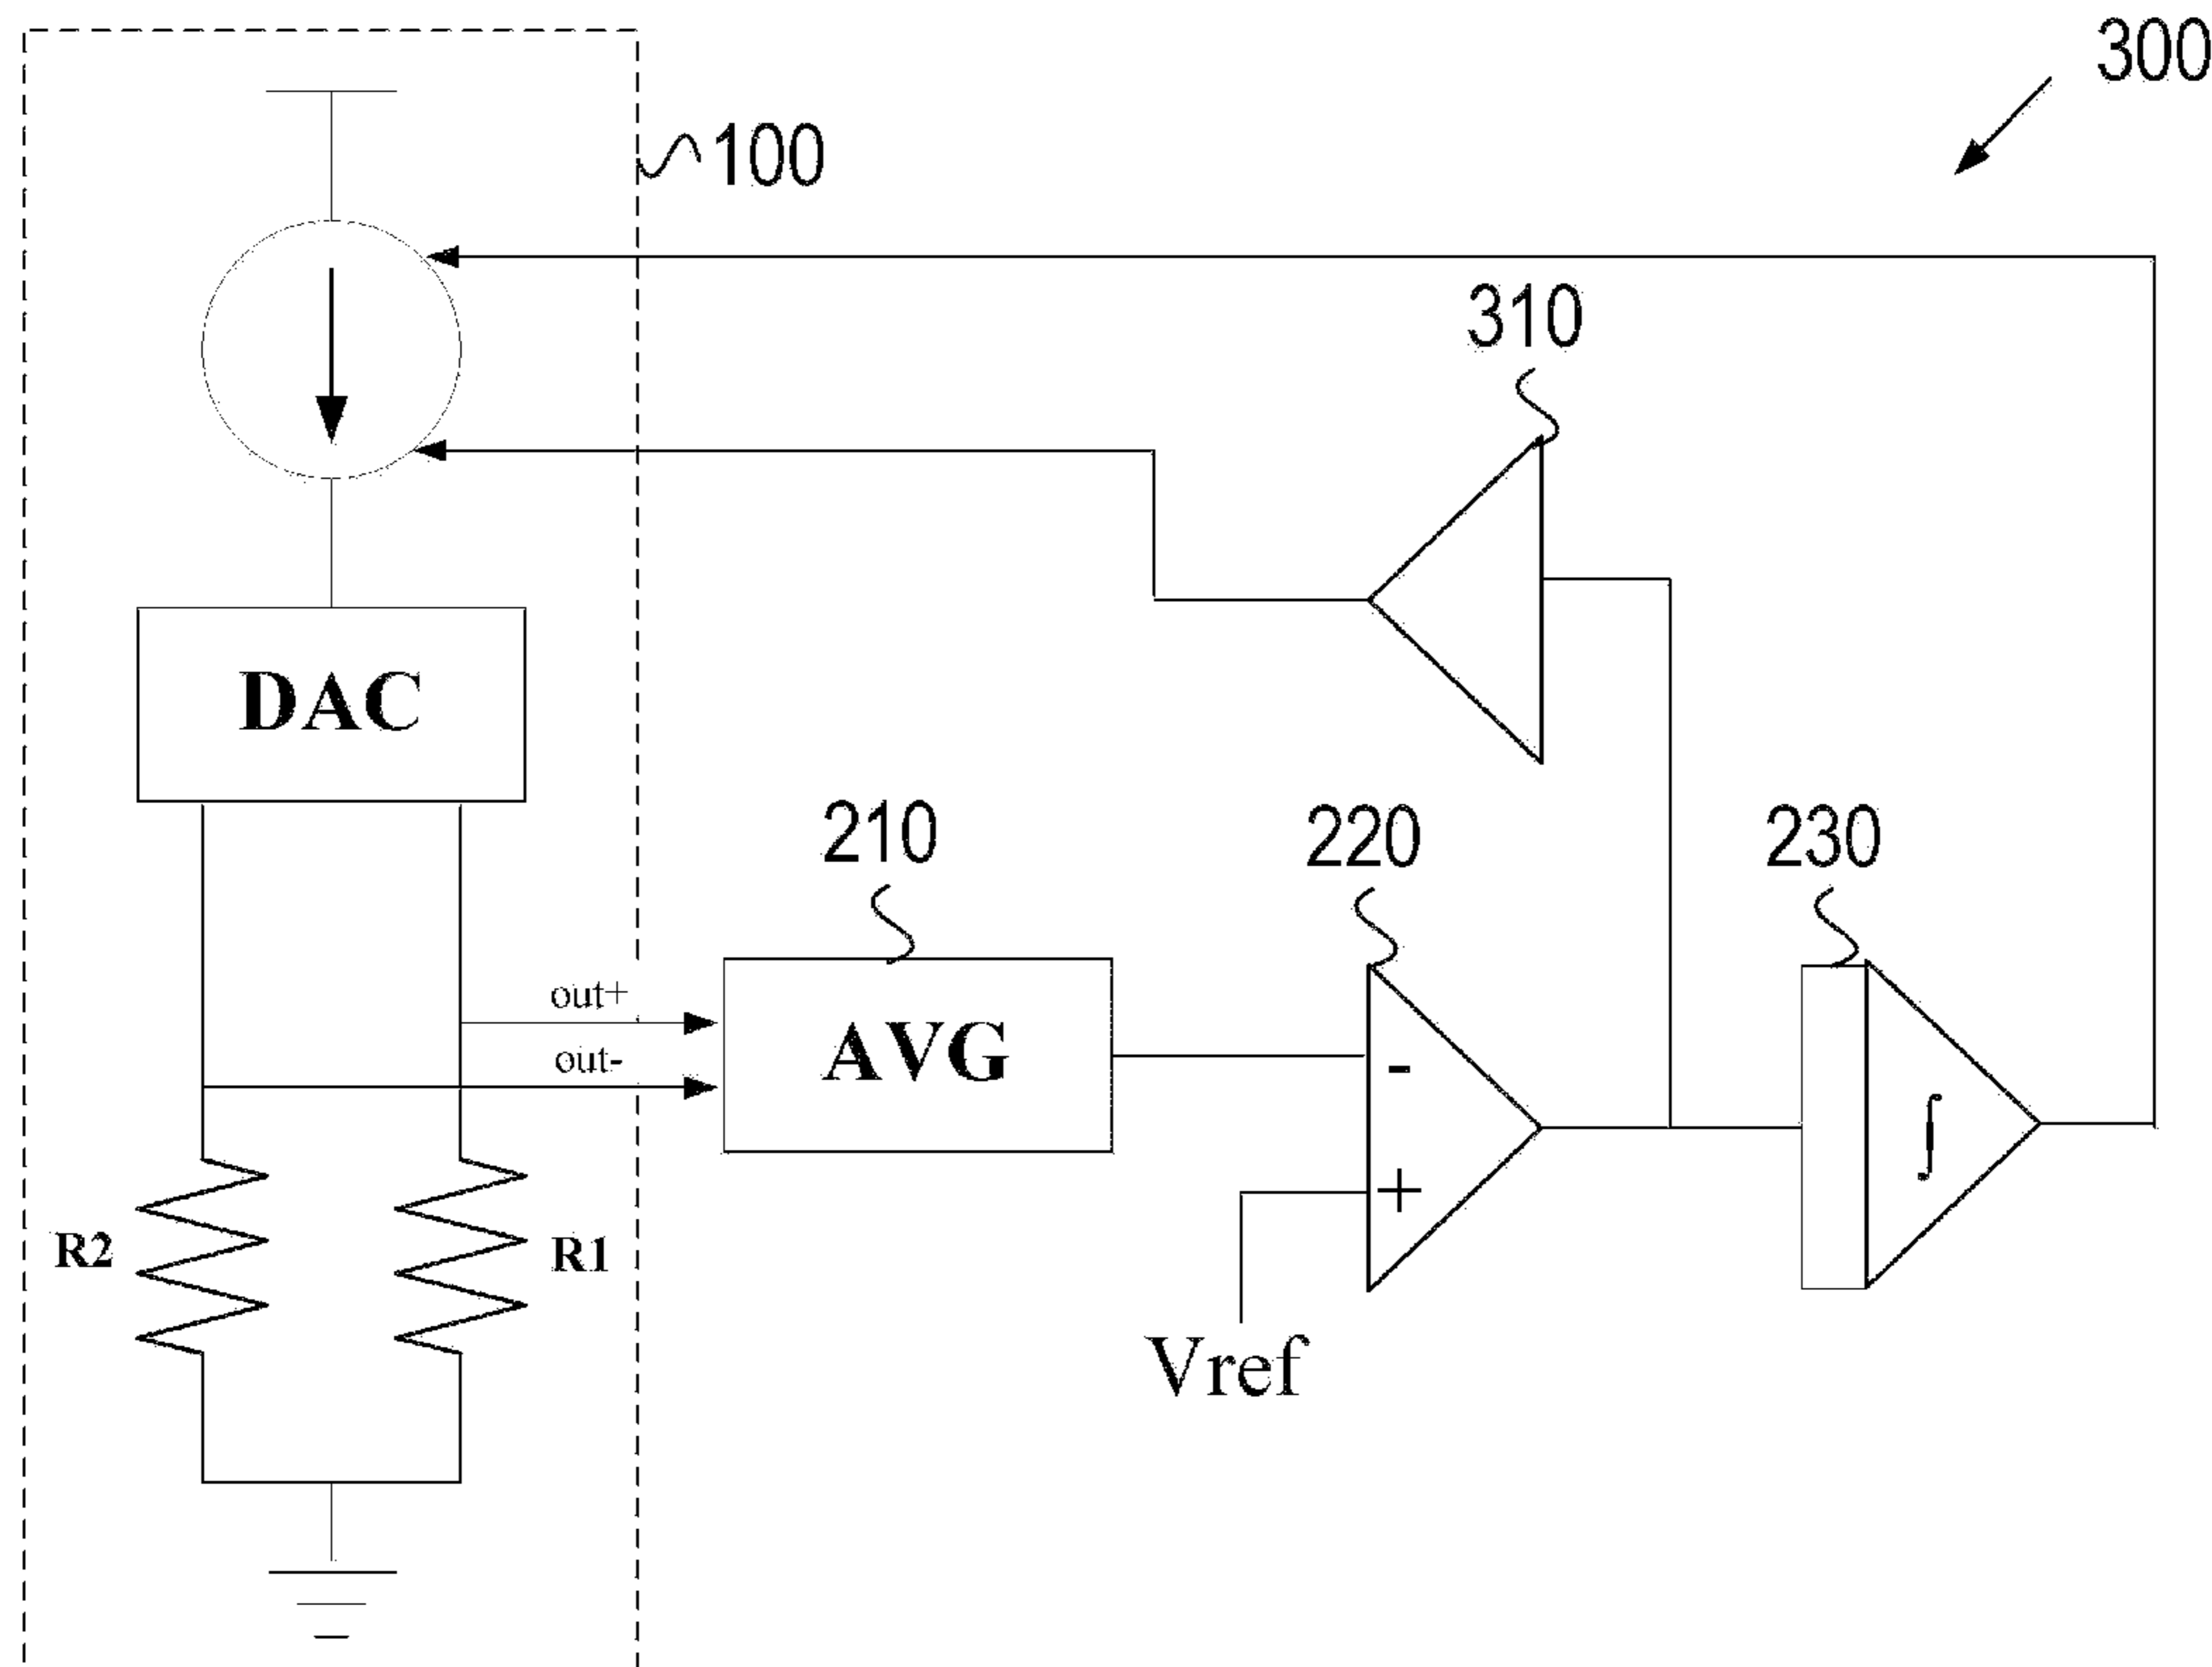 300
100
310
DAC
210
220
230
out+
out-
AVG
-
+
∫
R2
R1
Vref